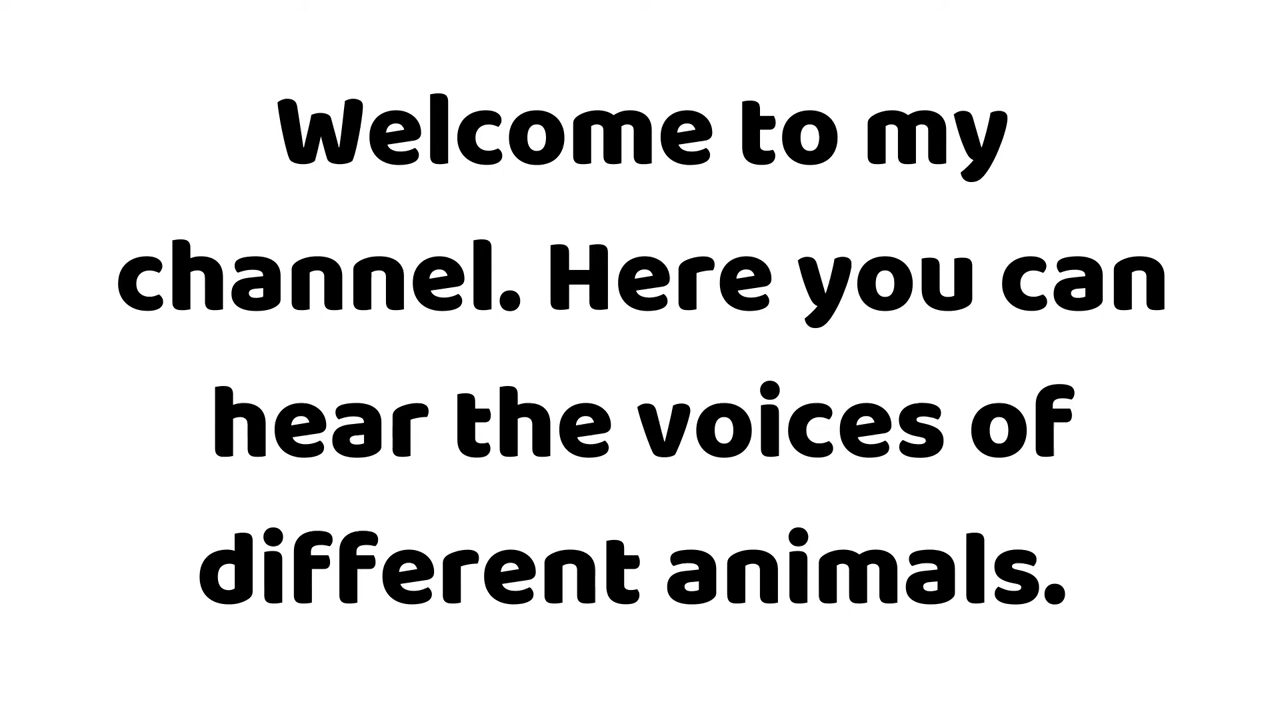 Welcome to my
channel. Here you can
hear the voices of
different animals.